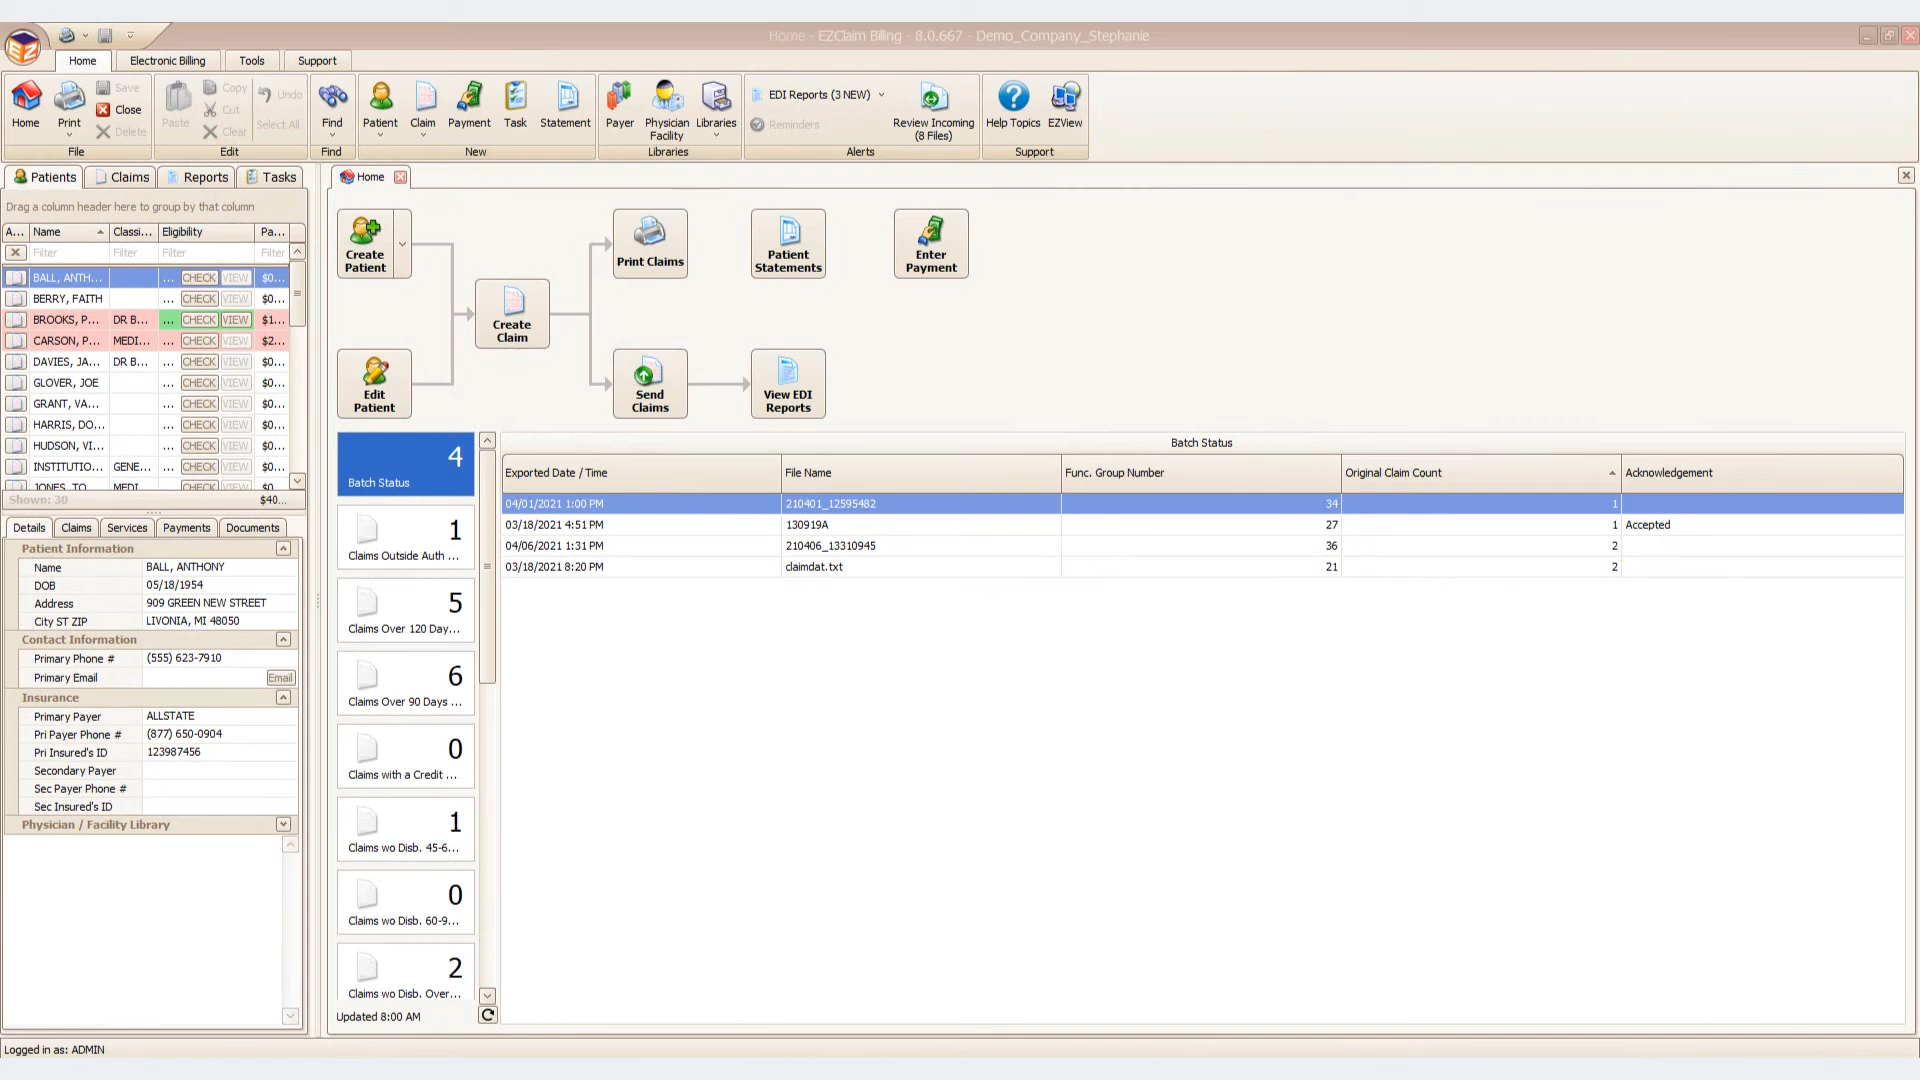 Home - EZClaim Billing - 8.0.667 - Demo_Company_Stephanie
EZ
Home Electronic Billing Tools Support
Home Print Save Close Delete File
Paste Copy Cut Clear Undo Select All Edit
Find Find
Patient Claim Payment Task Statement New
Payer Physician Facility Libraries Libraries
EDI Reports (3 NEW) Reminders Review Incoming (8 Files) Alerts
Help Topics EZView Support
Patients Claims Reports Tasks
Drag a column header here to group by that column
A... Name Classi... Eligibility Pa...
Filter Filter Filter Filter
BALL, ANTH... ... CHECK VIEW $0...
BERRY, FAITH ... CHECK VIEW $0...
BROOKS, P... DR B... ... CHECK VIEW $1...
CARSON, P... MEDI... ... CHECK VIEW $2...
DAVIES, JA... DR B... ... CHECK VIEW $0...
GLOVER, JOE ... CHECK VIEW $0...
GRANT, VA... ... CHECK VIEW $0...
HARRIS, DO... ... CHECK VIEW $0...
HUDSON, VI... ... CHECK VIEW $0...
INSTITUTIO... GENE... ... CHECK VIEW $0...
JONES, TO... MEDI... ... CHECK VIEW $0...
Shown: 30 $40...
Details Claims Services Payments Documents
Patient Information
Name BALL, ANTHONY
DOB 05/18/1954
Address 909 GREEN NEW STREET
City ST ZIP LIVONIA, MI 48050
Contact Information
Primary Phone # (555) 623-7910
Primary Email Email
Insurance
Primary Payer ALLSTATE
Pri Payer Phone # (877) 650-0904
Pri Insured's ID 123987456
Secondary Payer
Sec Payer Phone #
Sec Insured's ID
Physician / Facility Library
Home
Create Patient
Edit Patient
Create Claim
Print Claims
Send Claims
Patient Statements
View EDI Reports
Enter Payment
4
Batch Status
1
Claims Outside Auth ...
5
Claims Over 120 Day...
6
Claims Over 90 Days ...
0
Claims with a Credit ...
1
Claims wo Disb. 45-6...
0
Claims wo Disb. 60-9...
2
Claims wo Disb. Over...
Updated 8:00 AM
Batch Status
Exported Date / Time File Name Func. Group Number Original Claim Count Acknowledgement
04/01/2021 1:00 PM 210401_12595482 34 1
03/18/2021 4:51 PM 130919A 27 1 Accepted
04/06/2021 1:31 PM 210406_13310945 36 2
03/18/2021 8:20 PM claimdat.txt 21 2
Logged in as: ADMIN